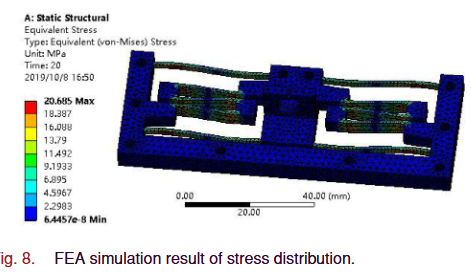 A: Static Structural
Equivalent Stress
Type: Equivalent (von-Mises) Stress
Unit: MPa
Time: 20
2019/10/8 16:50
20.685 Max
18.387
16.088
13.79
11.492
9.1933
6.895
4.5967
2.2983
6.4457e-8 Min
0.00
40.00 (mm)
20.00
ig. 8. FEA simulation result of stress distribution.